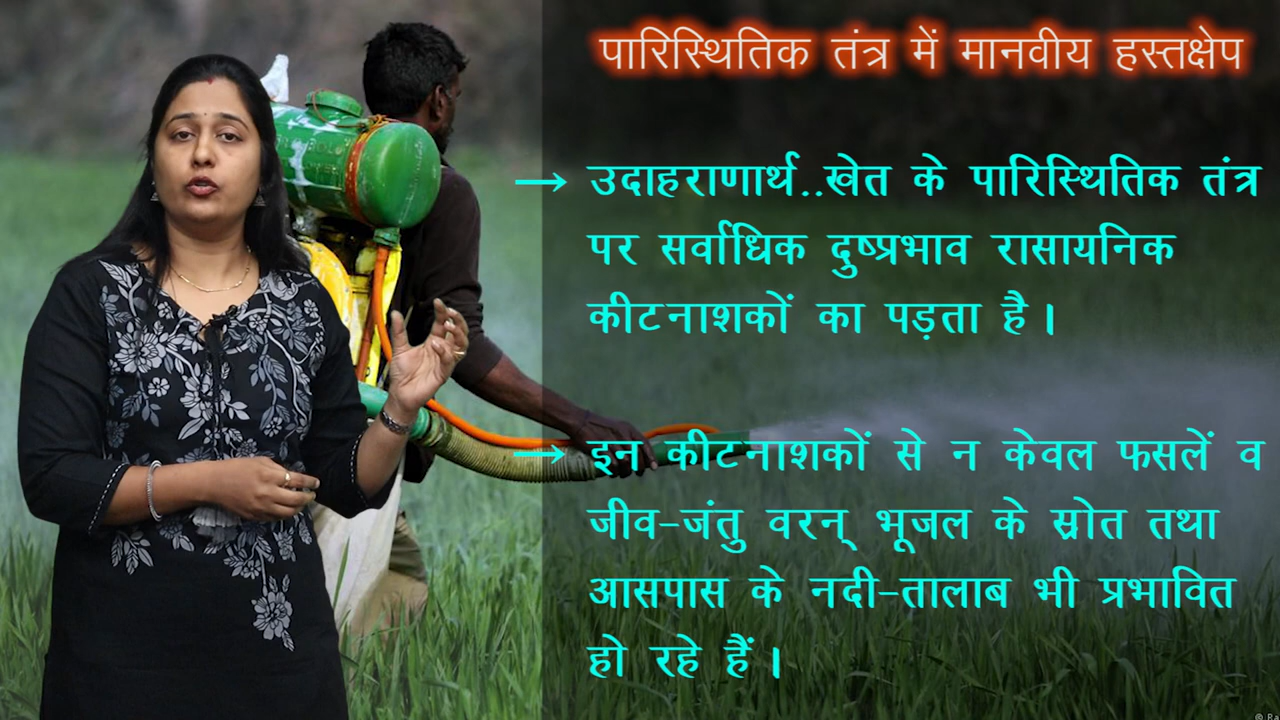 पारिस्थितिक तंत्र में मानवीय हस्तक्षेप
→ उदाहराणार्थ..खेत के पारिस्थितिक तंत्र
पर सर्वाधिक दुष्प्रभाव रासायनिक
कीटनाशकों का पड़ता है।
→ इन कीटनाशकों से न केवल फसलें व
जीव-जंतु वरन् भूजल के स्रोत तथा
आसपास के नदी-तालाब भी प्रभावित
हो रहे हैं।